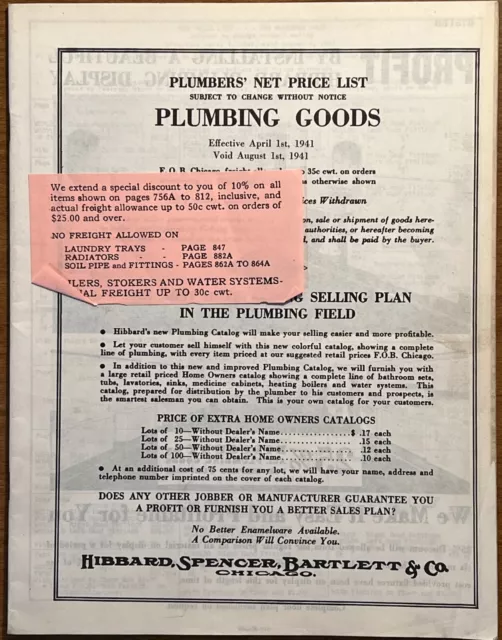 PLUMBERS' NET PRICE LIST
SUBJECT TO CHANGE WITHOUT NOTICE
PLUMBING GOODS
Effective April 1st, 1941
Void August 1st, 1941
F.O.B. Chicago freight 35c cwt. on orders
s otherwise shown
ices Withdrawn
on, sale or shipment of goods here-
authorities, or hereafter becoming
, and shall be paid by the buyer.
We extend a special discount to you of 10% on all
items shown on pages 756A to 812, inclusive, and
actual freight allowance up to 50c cwt. on orders of
$25.00 and over.
NO FREIGHT ALLOWED ON
LAUNDRY TRAYS - PAGE 847
RADIATORS - - PAGE 882A
SOIL PIPE and FITTINGS - PAGES 862A TO 864A
ILERS, STOKERS AND WATER SYSTEMS-
AL FREIGHT UP TO 30c cwt.
SELLING PLAN
IN THE PLUMBING FIELD
● Hibbard's new Plumbing Catalog will make your selling easier and more profitable.
● Let your customer sell himself with this new colorful catalog, showing a complete
line of plumbing, with every item priced at our suggested retail prices F.O.B. Chicago.
● In addition to this new and improved Plumbing Catalog, we will furnish you with
a large retail priced Home Owners catalog showing a complete line of bathroom sets,
tubs, lavatories, sinks, medicine cabinets, heating boilers and water systems. This
catalog, prepared for distribution by the plumber to his customers and prospects, is
the smartest salesman you can obtain. This is your own catalog for your customers.
PRICE OF EXTRA HOME OWNERS CATALOGS
Lots of 10—Without Dealer's Name................$ .17 each
Lots of 25—Without Dealer's Name................ .15 each
Lots of 50—Without Dealer's Name................ .12 each
Lots of 100—Without Dealer's Name................ .10 each
● At an additional cost of 75 cents for any lot, we will have your name, address and
telephone number imprinted on the cover of each catalog.
DOES ANY OTHER JOBBER OR MANUFACTURER GUARANTEE YOU
A PROFIT OR FURNISH YOU A BETTER SALES PLAN?
No Better Enamelware Available.
A Comparison Will Convince You.
HIBBARD, SPENCER, BARTLETT & CO.
CHICAGO.